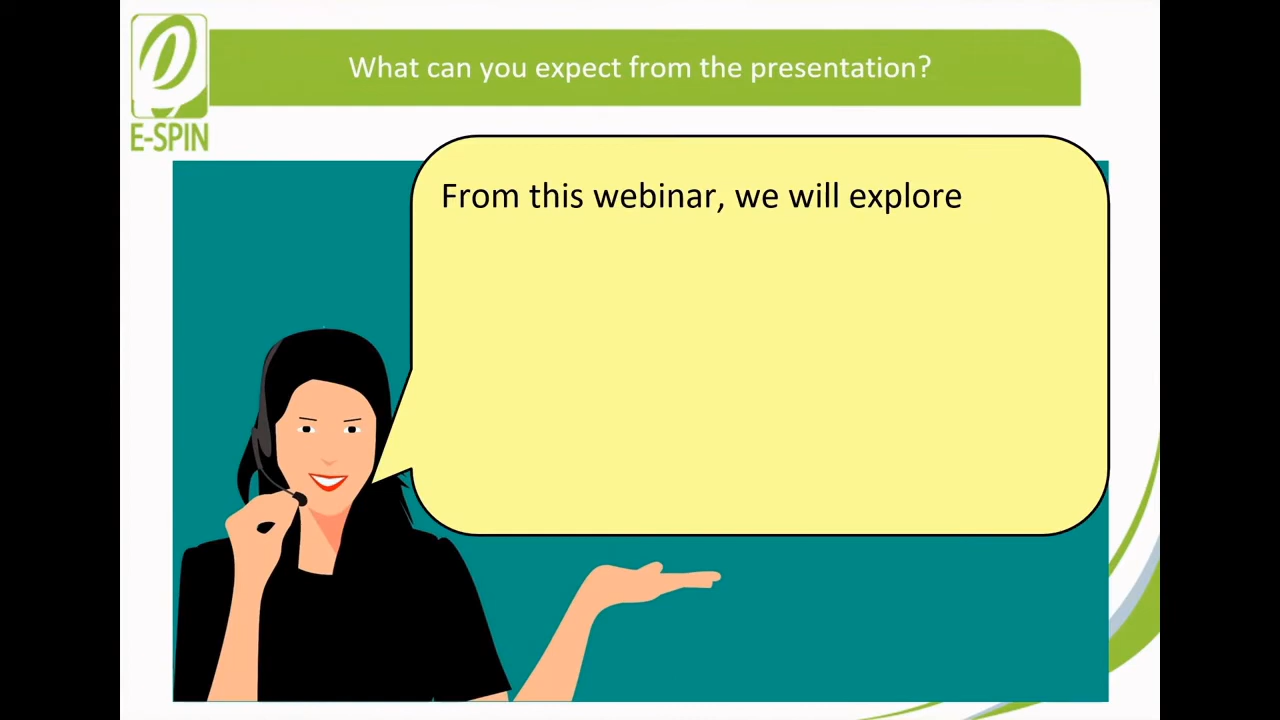 What can you expect from the presentation?
E-SPIN
From this webinar, we will explore